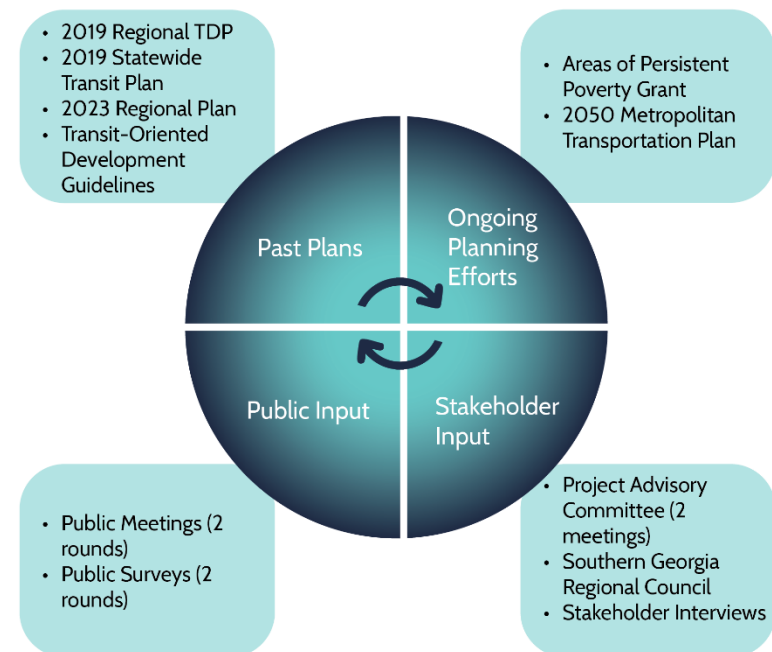 • 2019 Regional TDP
• 2019 Statewide
Transit Plan
• 2023 Regional Plan
• Transit-Oriented
Development
Guidelines
• Areas of Persistent
Poverty Grant
• 2050 Metropolitan
Transportation Plan
Past Plans
Ongoing
Planning
Efforts
Public Input
Stakeholder
Input
• Public Meetings (2
rounds)
• Public Surveys (2
rounds)
• Project Advisory
Committee (2
meetings)
• Southern Georgia
Regional Council
• Stakeholder Interviews